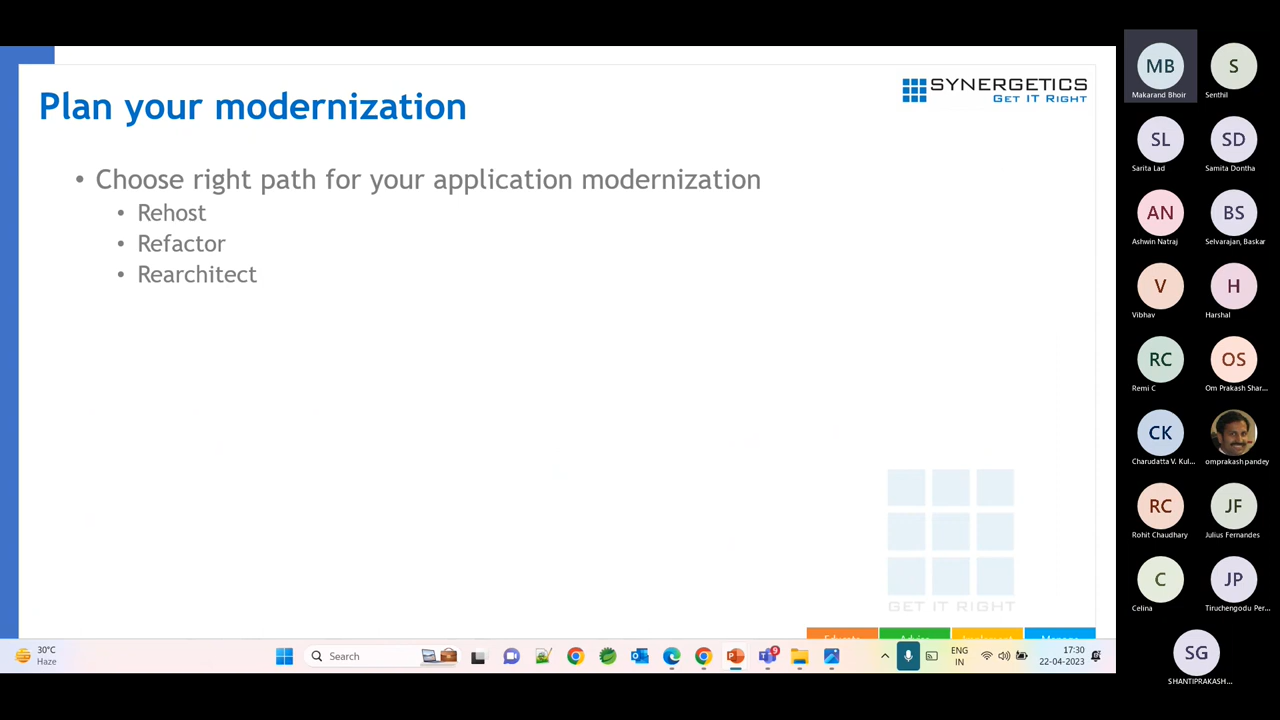 Plan your modernization
SYNERGETICS
GET IT RIGHT
• Choose right path for your application modernization
• Rehost
• Refactor
• Rearchitect
GET IT RIGHT
30°C
Haze
Search
9
ENG
IN
17:30
22-04-2023
MB
Makarand Bhoir
S
Senthil
SL
Sarita Lad
SD
Samita Dontha
AN
Ashwin Natraj
BS
Selvarajan, Baskar
V
Vibhav
H
Harshal
RC
Remi C
OS
Om Prakash Shar...
CK
Charudatta V. Kul...
omprakash pandey
RC
Rohit Chaudhary
JF
Julius Fernandes
C
Celina
JP
Tiruchengodu Per...
SG
SHANTIPRAKASH...